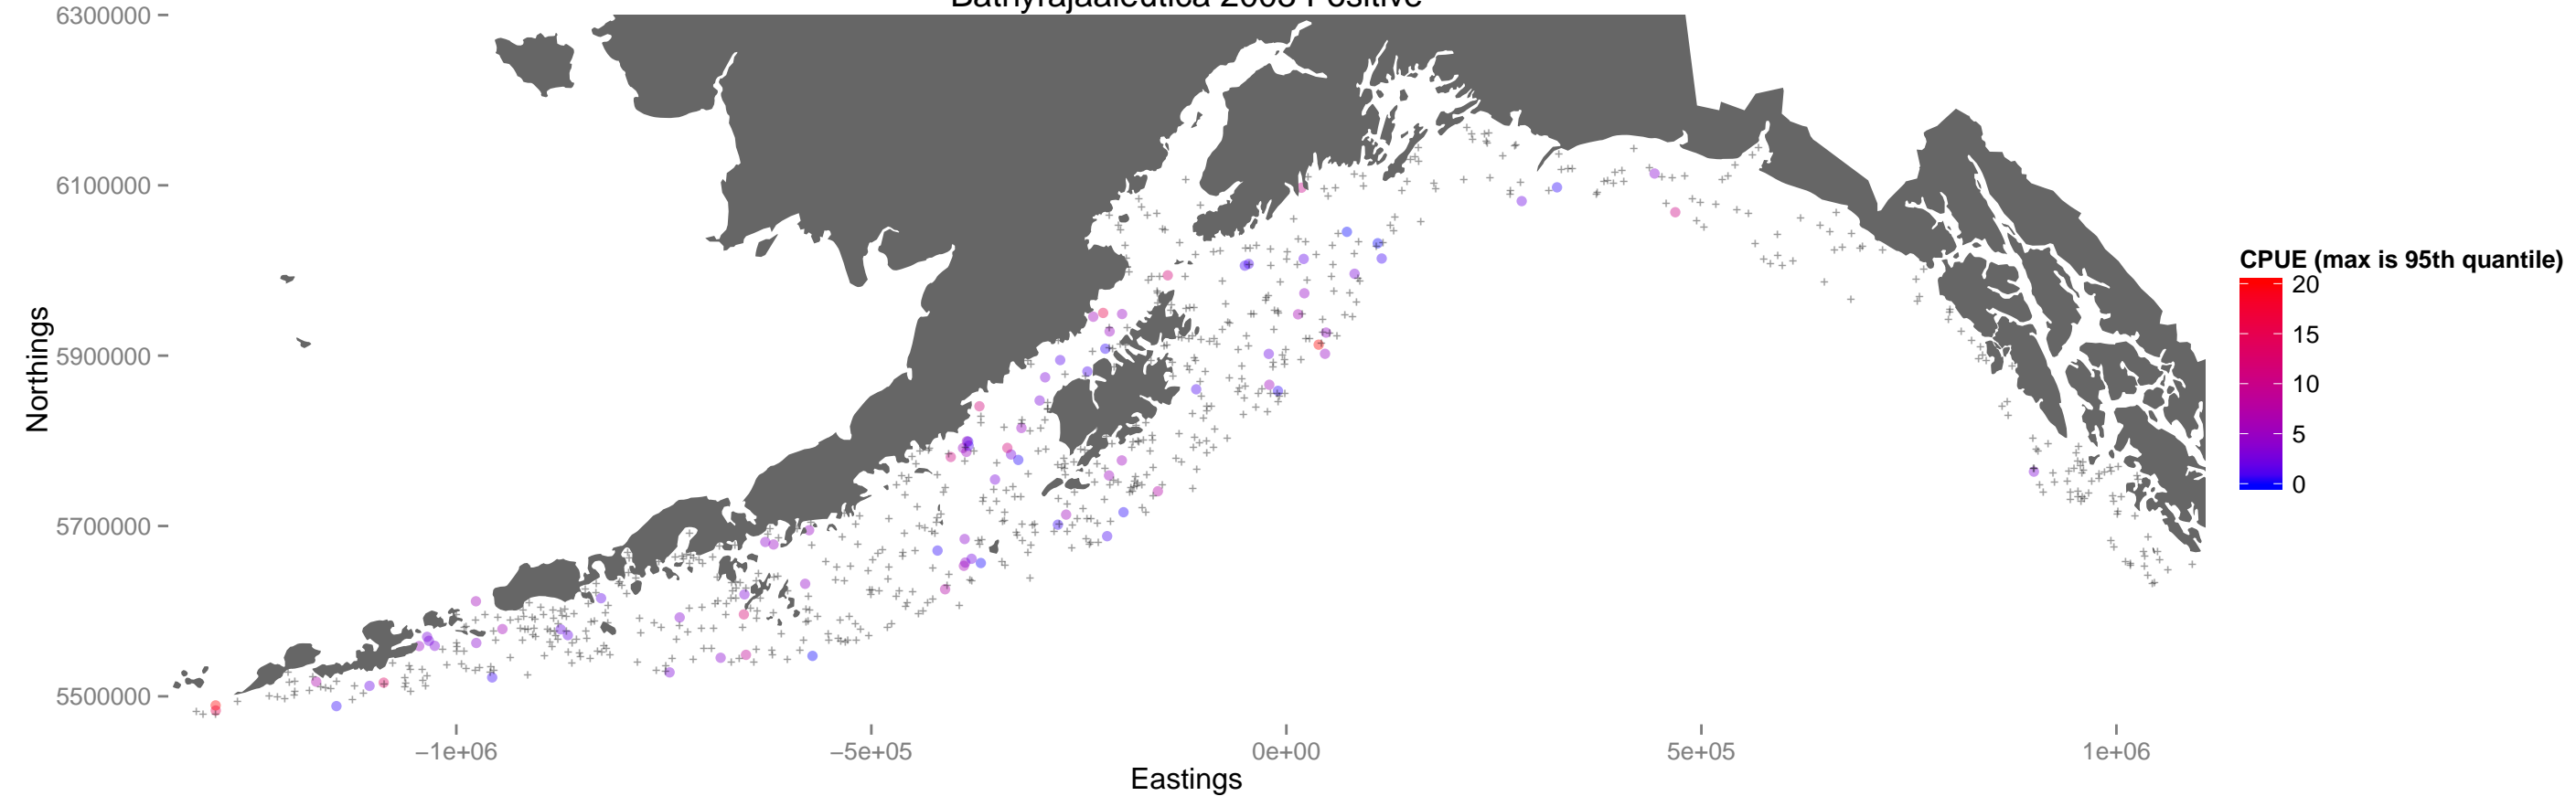 Bathyrajaaleutica Positive
6300000
6100000
5900000
5700000
5500000
Northings
−1e+06
−5e+05
0e+00
5e+05
1e+06
Eastings
CPUE (max is 95th quantile)
20
15
10
5
0